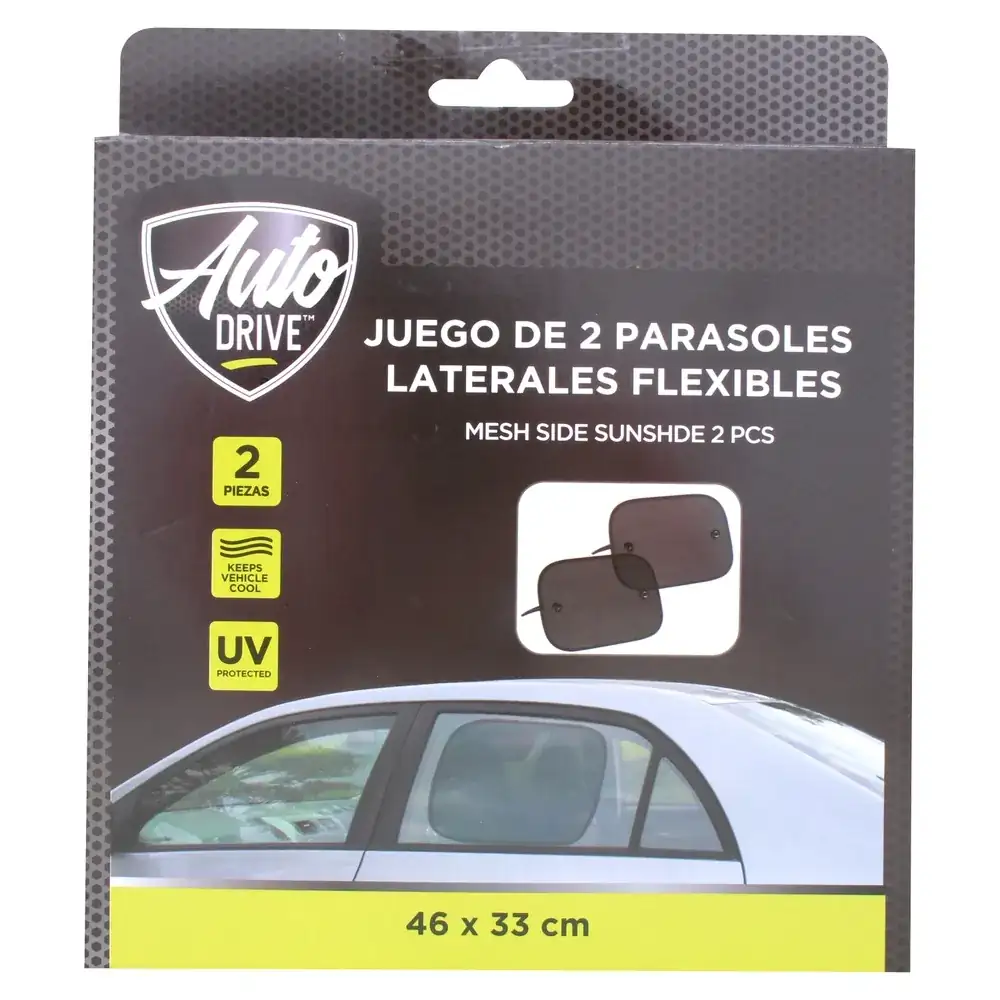 Auto
DRIVE™
JUEGO DE 2 PARASOLES
LATERALES FLEXIBLES
MESH SIDE SUNSHDE 2 PCS
2
PIEZAS
KEEPS
VEHICLE
COOL
UV
PROTECTED
46 x 33 cm